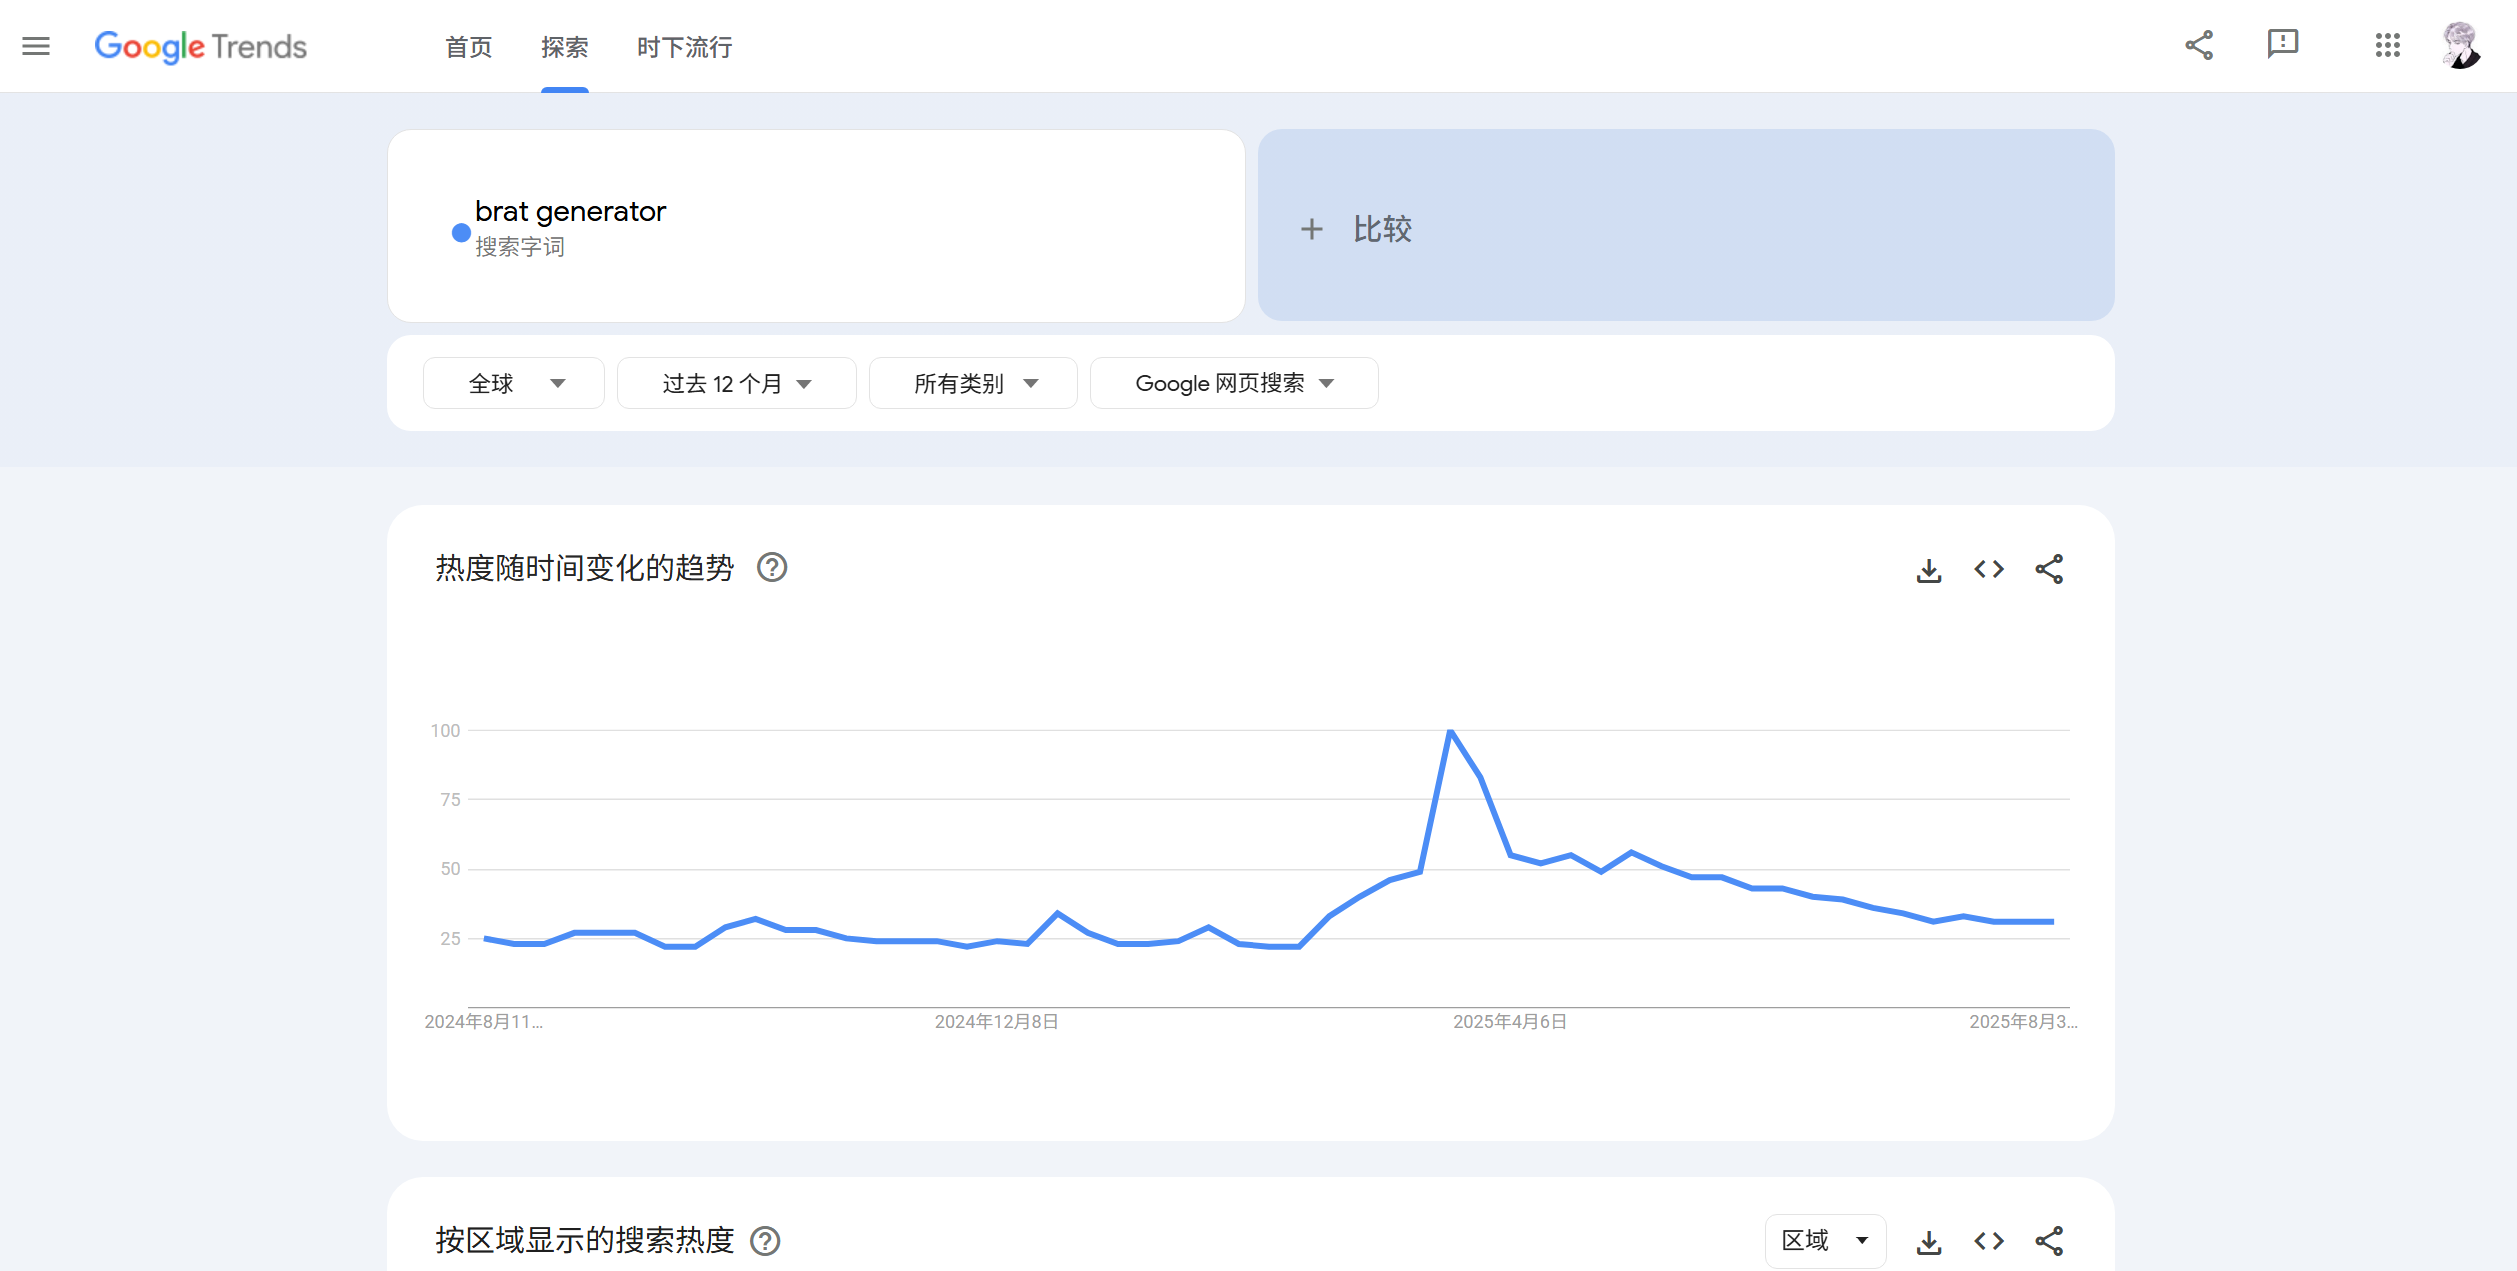 Google Trends
首页
探索
时下流行
brat generator
搜索字词
比较
全球
过去 12 个月
所有类别
Google 网页搜索
热度随时间变化的趋势
100
75
50
25
2024年8月11...
2024年12月8日
2025年4月6日
2025年8月3...
按区域显示的搜索热度
区域